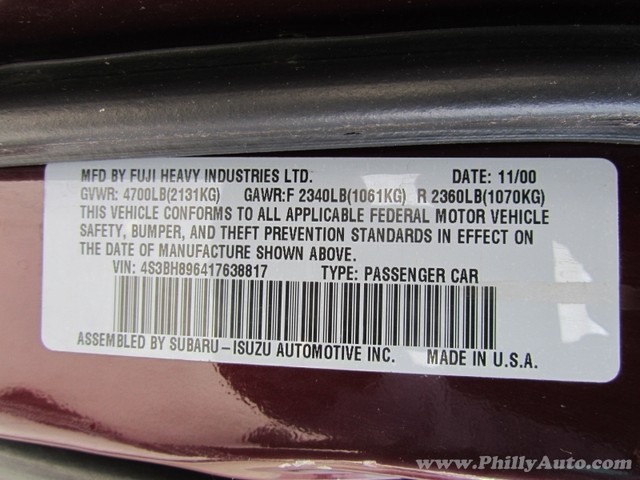 MFD BY FUJI HEAVY INDUSTRIES LTD. DATE: 11/00
GVWR: 4700LB(2131KG) GAWR:F 2340LB(1061KG) R 2360LB(1070KG)
THIS VEHICLE CONFORMS TO ALL APPLICABLE FEDERAL MOTOR VEHICLE
SAFETY, BUMPER, AND THEFT PREVENTION STANDARDS IN EFFECT ON
THE DATE OF MANUFACTURE SHOWN ABOVE.
VIN: 4S3BH896417638817 TYPE: PASSENGER CAR
ASSEMBLED BY SUBARU-ISUZU AUTOMOTIVE INC. MADE IN U.S.A.
www.PhillyAuto.com